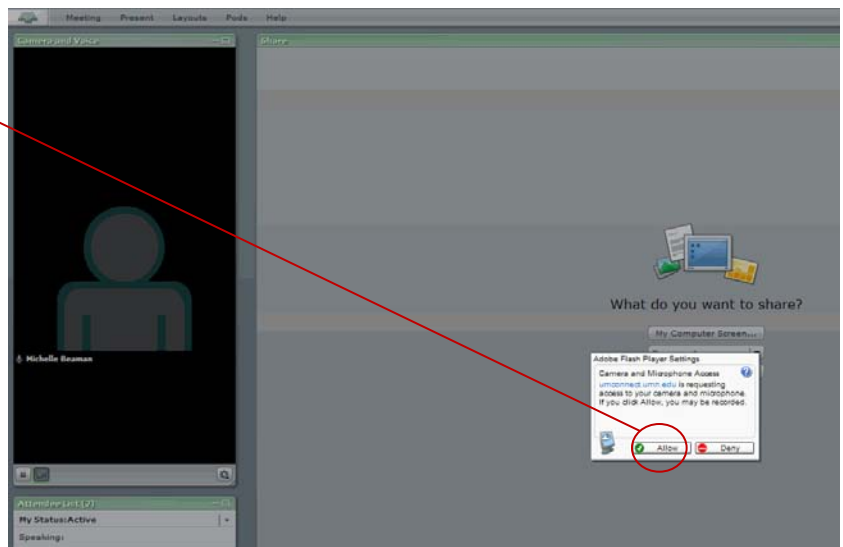 Meeting Present Layouts Pods Help
Camera and Voice
Share
Michelle Beaman
What do you want to share?
My Computer Screen...
Adobe Flash Player Settings
Camera and Microphone Access
umconnect.umn.edu is requesting
access to your camera and microphone.
If you click Allow, you may be recorded.
Allow Deny
Attendee List (2)
My Status:Active
Speaking: